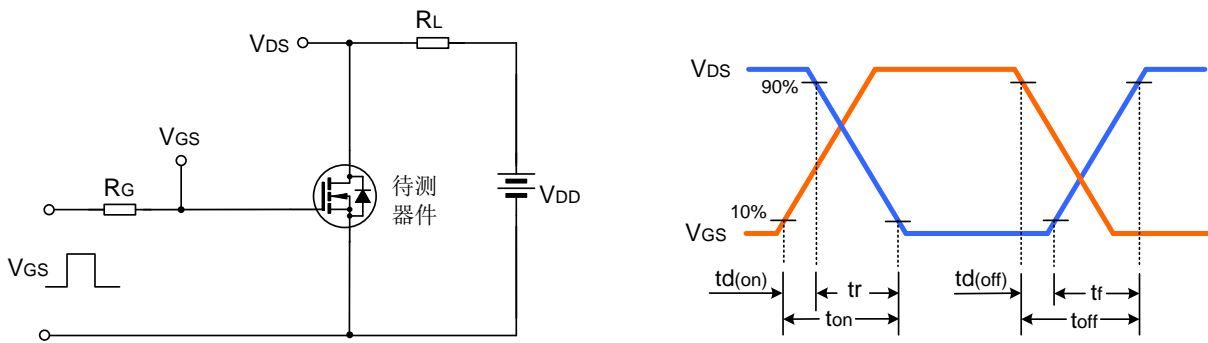 RL
VDS
VGS
RG
待测
器件
VDD
VGS
VDS
90%
10%
VGS
td(on)
tr
ton
td(off)
tf
toff